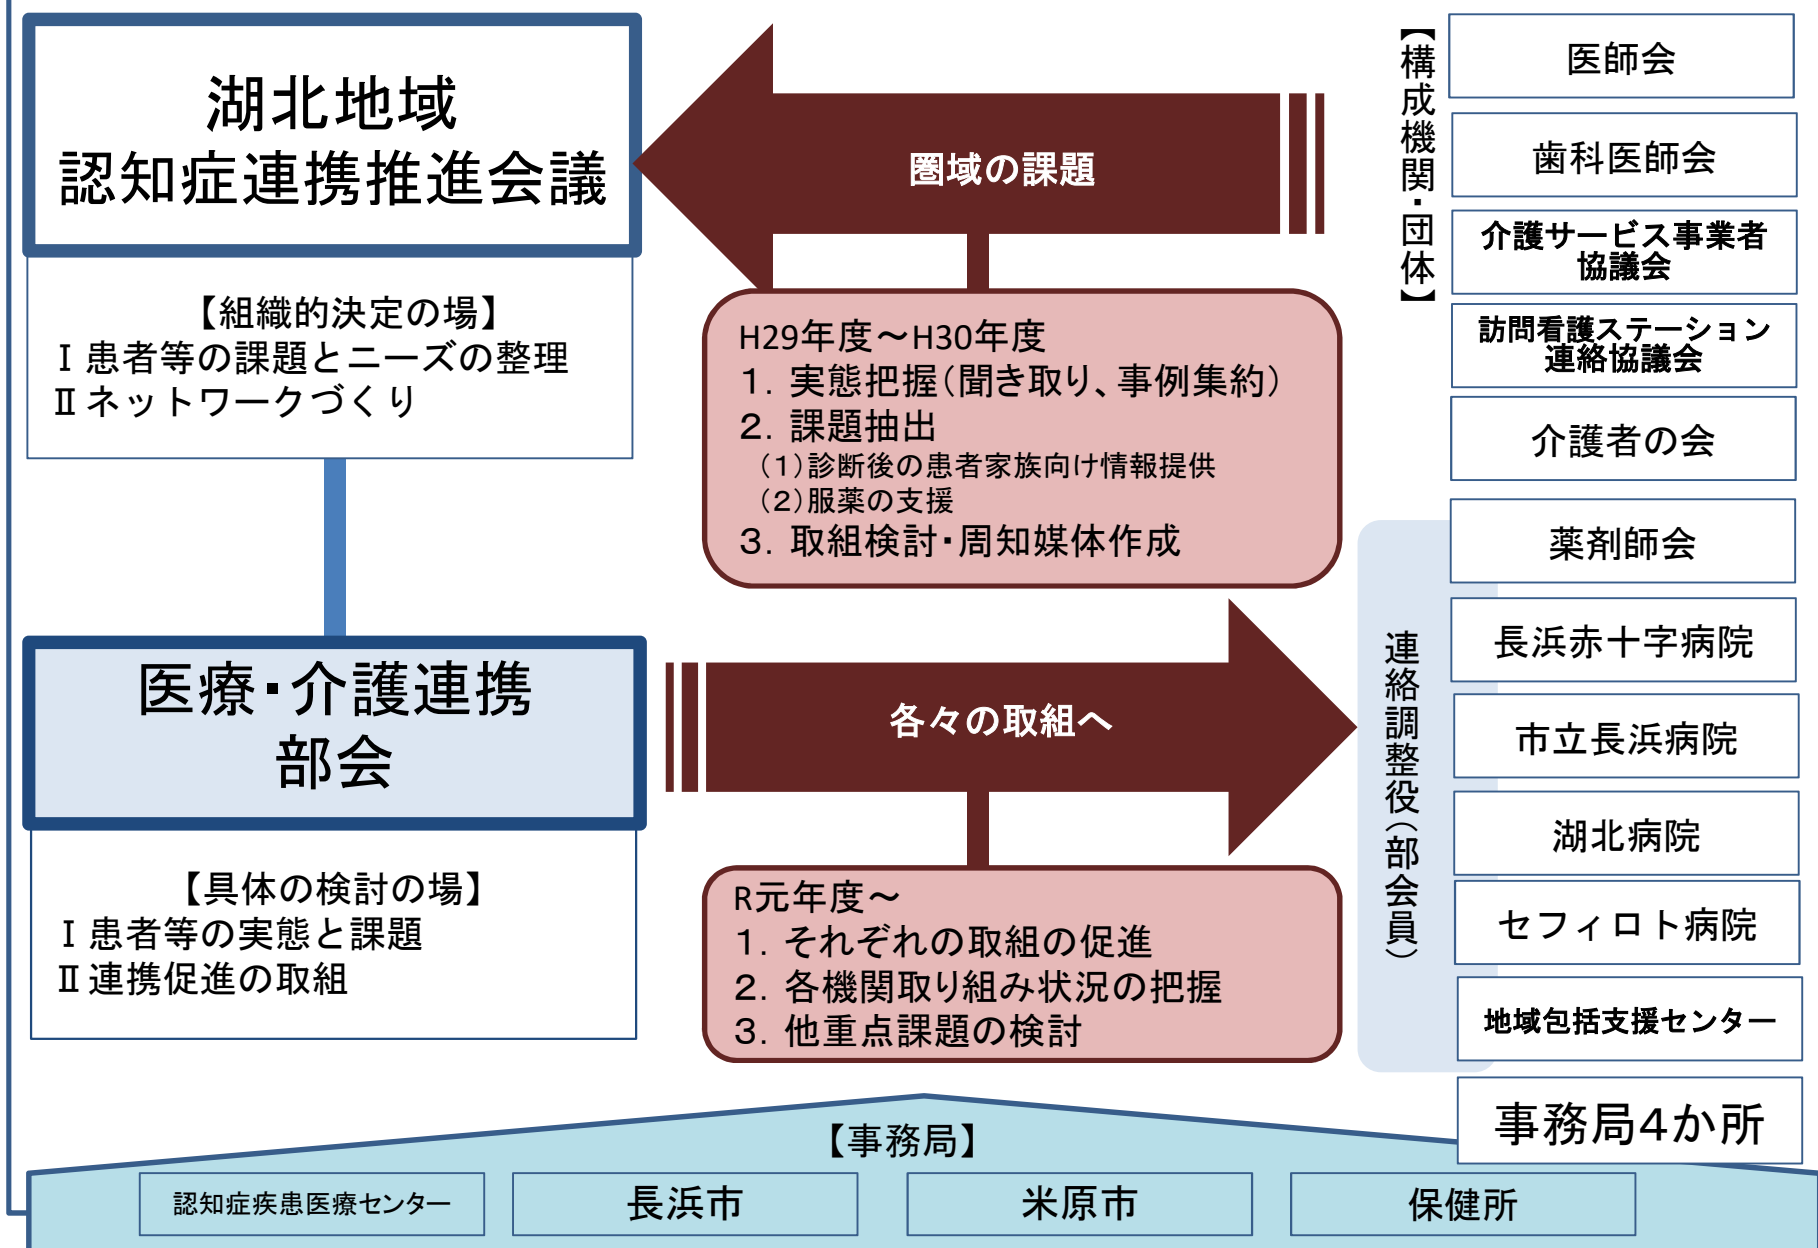 湖北地域
認知症連携推進会議
【組織的決定の場】
Ⅰ患者等の課題とニーズの整理
Ⅱネットワークづくり
医療・介護連携
部会
【具体の検討の場】
Ⅰ患者等の実態と課題
Ⅱ連携促進の取組
圏域の課題
H29年度～H30年度
１．実態把握（聞き取り、事例集約）
２．課題抽出
（１）診断後の患者家族向け情報提供
（２）服薬の支援
３．取組検討・周知媒体作成
各々の取組へ
R元年度～
１．それぞれの取組の促進
２．各機関取り組み状況の把握
３．他重点課題の検討
【構成機関・団体】
医師会
歯科医師会
介護サービス事業者
協議会
訪問看護ステーション
連絡協議会
介護者の会
連絡調整役（部会員）
薬剤師会
長浜赤十字病院
市立長浜病院
湖北病院
セフィロト病院
地域包括支援センター
事務局4か所
【事務局】
認知症疾患医療センター
長浜市
米原市
保健所